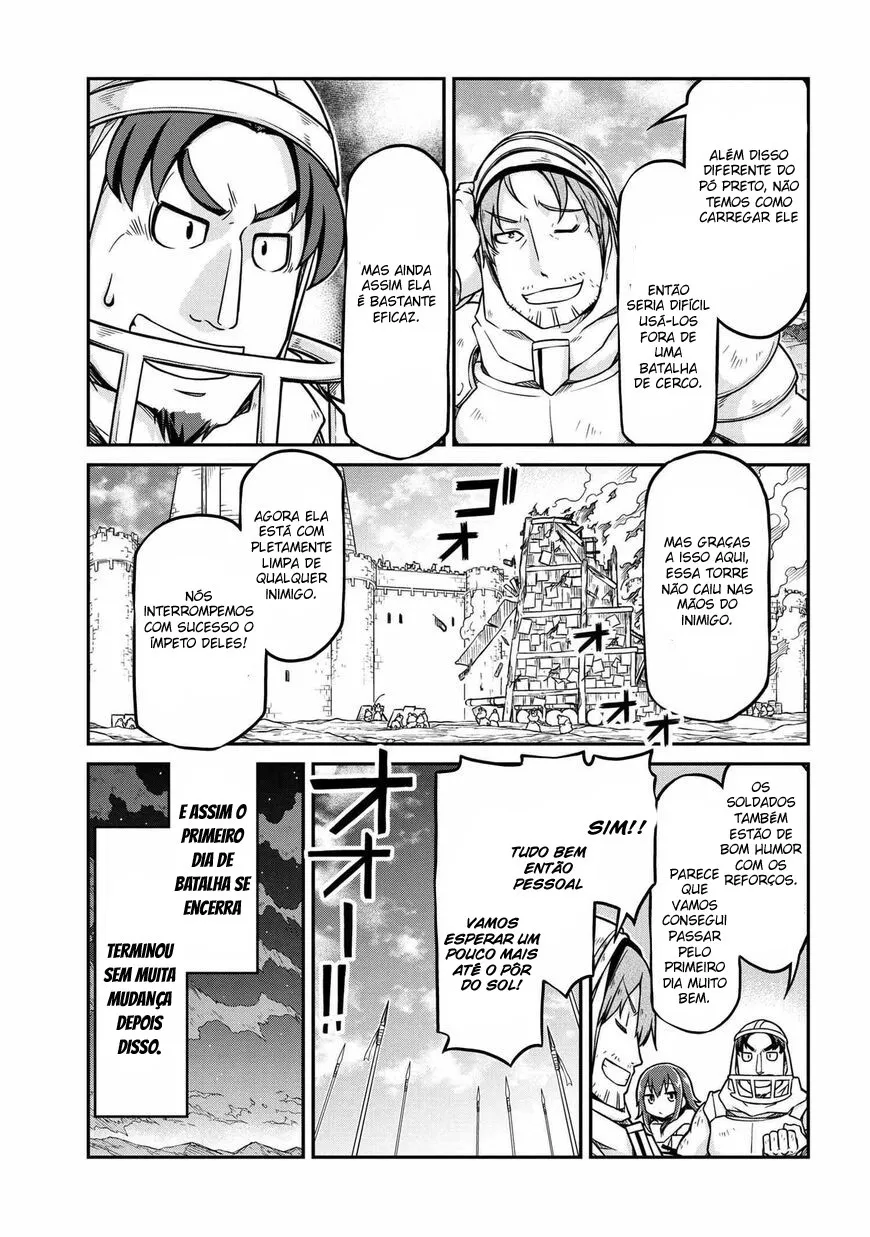 ALÉM DISSO
DIFERENTE DO
PÓ PRETO, NÃO
TEMOS COMO
CARREGAR ELE
ENTÃO
SERIA DIFÍCIL
USÁ-LOS
FORA DE
UMA
BATALHA
DE CERCO.
MAS AINDA
ASSIM ELA
É BASTANTE
EFICAZ.
MAS GRAÇAS
A ISSO AQUI,
ESSA TORRE
NÃO CAIU NAS
MÃOS DO
INIMIGO.
ゴオオオ
AGORA ELA
ESTÁ COM
PLETAMENTE
LIMPA DE
QUALQUER
INIMIGO.
NÓS
INTERROMPEMOS
COM SUCESSO O
ÍMPETO DELES!
OS
SOLDADOS
TAMBÉM
ESTÃO DE
BOM HUMOR
COM OS
REFORÇOS.
PARECE
QUE
VAMOS
CONSEGUI
PASSAR
PELO
PRIMEIRO
DIA MUITO
BEM.
SIM!!
TUDO BEM
ENTÃO
PESSOAL
VAMOS
ESPERAR UM
POUCO MAIS
ATÉ O PÔR
DO SOL!
オオー!!
E ASSIM O
PRIMEIRO
DIA DE
BATALHA SE
ENCERRA
TERMINOU
SEM MUITA
MUDANÇA
DEPOIS
DISSO.